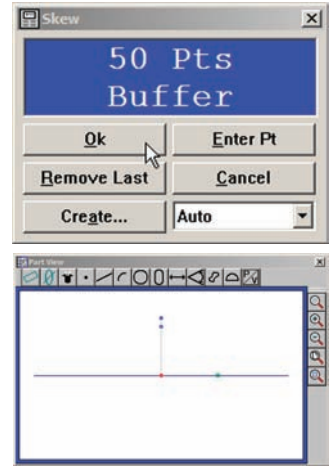 Skew
50 Pts
Buffer
Ok
Enter Pt
Remove Last
Cancel
Create...
Auto
Part View